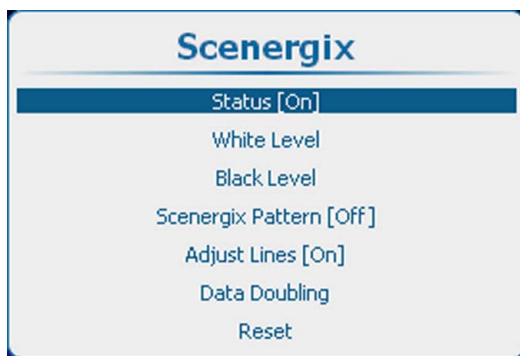 Scenergix
Status [On]
White Level
Black Level
Scenergix Pattern [Off]
Adjust Lines [On]
Data Doubling
Reset